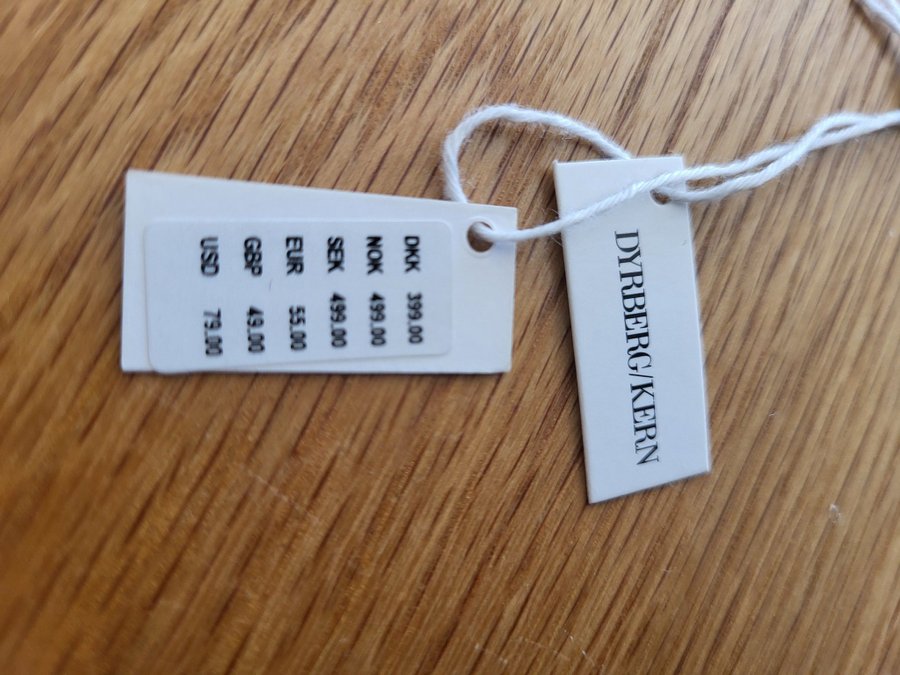 DKK 399.00
NOK 499.00
SEK 499.00
EUR 55.00
GBP 49.00
USD 79.00
DYRBERG/KERN